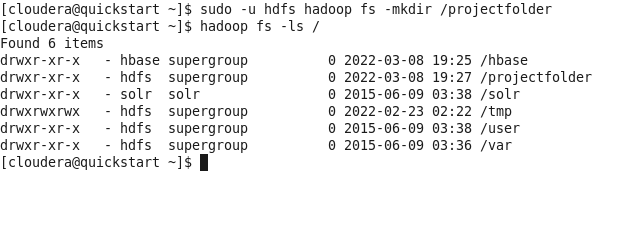 [cloudera@quickstart ~]$ sudo -u hdfs hadoop fs -mkdir /projectfolder
[cloudera@quickstart ~]$ hadoop fs -ls /
Found 6 items
drwxr-xr-x   - hbase supergroup          0 2022-03-08 19:25 /hbase
drwxr-xr-x   - hdfs  supergroup          0 2022-03-08 19:27 /projectfolder
drwxr-xr-x   - solr  solr                0 2015-06-09 03:38 /solr
drwxrwxrwx   - hdfs  supergroup          0 2022-02-23 02:22 /tmp
drwxr-xr-x   - hdfs  supergroup          0 2015-06-09 03:38 /user
drwxr-xr-x   - hdfs  supergroup          0 2015-06-09 03:36 /var
[cloudera@quickstart ~]$